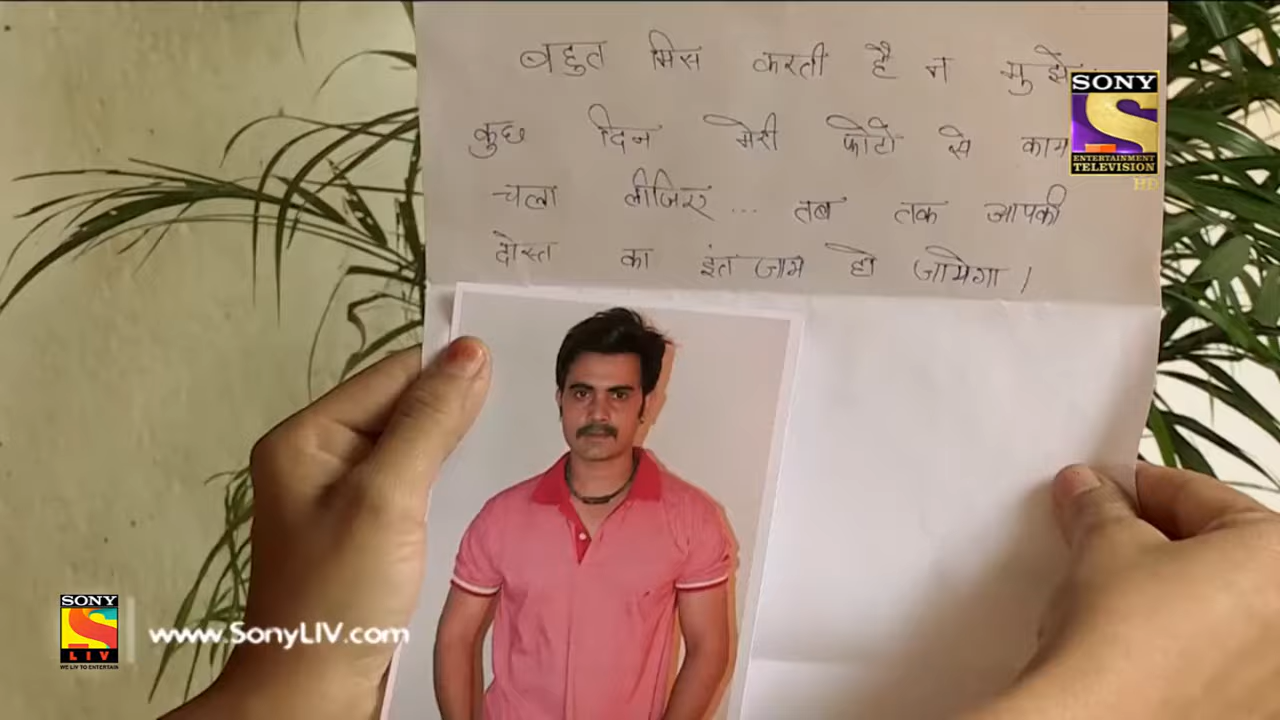 बहुत मिस करती है न मुझे
कुछ दिन मेरी फोटो से काम
चला लीजिए... तब तक आपकी
दोस्त का इंतजाम हो जायेगा।
SONY
ENTERTAINMENT
TELEVISION
HD
SONY
LIV
WE LIV TO ENTERTAIN
www.SonyLIV.com